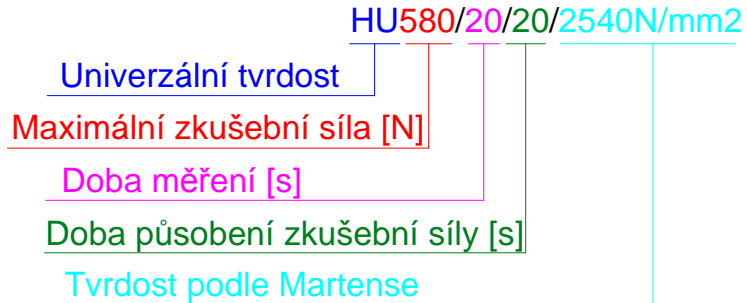 HU580/20/20/2540N/mm2
Univerzální tvrdost
Maximální zkušební síla [N]
Doba měření [s]
Doba působení zkušební síly [s]
Tvrdost podle Martense